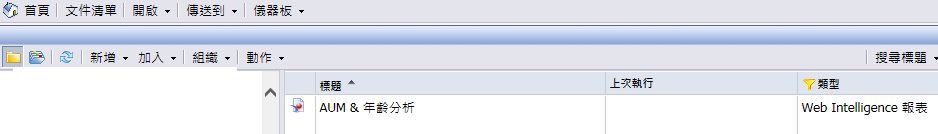 首頁 文件清單 開啟 傳送到 儀器板
新增 加入 組織 動作 搜尋標題
標題 上次執行 類型
AUM & 年齡分析 Web Intelligence 報表